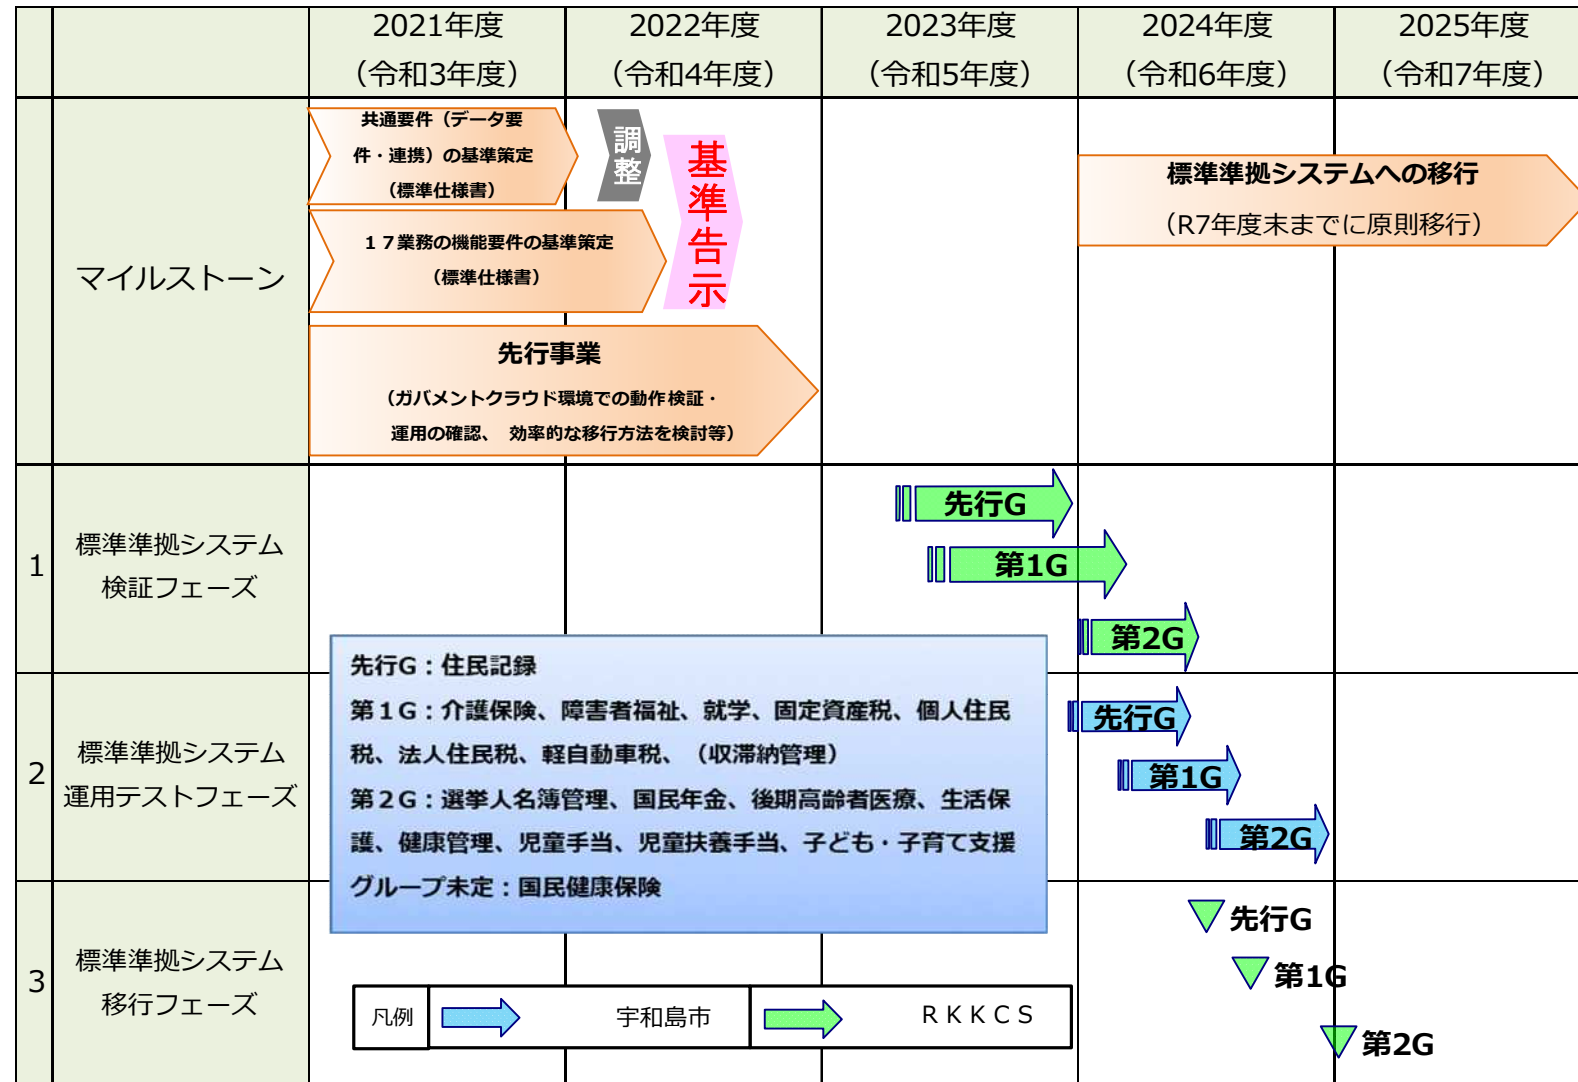 2021年度
（令和3年度）
2022年度
（令和4年度）
2023年度
（令和5年度）
2024年度
（令和6年度）
2025年度
（令和7年度）
マイルストーン
共通要件（データ要
件・連携）の基準策定
（標準仕様書）
調整
基準告示
１７業務の機能要件の基準策定
（標準仕様書）
先行事業
（ガバメントクラウド環境での動作検証・
運用の確認、 効率的な移行方法を検討等）
標準準拠システムへの移行
（R7年度末までに原則移行）
1
標準準拠システム
検証フェーズ
先行G
第1G
第2G
2
標準準拠システム
運用テストフェーズ
先行G
第1G
第2G
先行G：住民記録
第１G：介護保険、障害者福祉、就学、固定資産税、個人住民
税、法人住民税、軽自動車税、（収滞納管理）
第２G：選挙人名簿管理、国民年金、後期高齢者医療、生活保
護、健康管理、児童手当、児童扶養手当、子ども・子育て支援
グループ未定：国民健康保険
3
標準準拠システム
移行フェーズ
先行G
第1G
第2G
凡例
宇和島市
ＲＫＫＣＳ